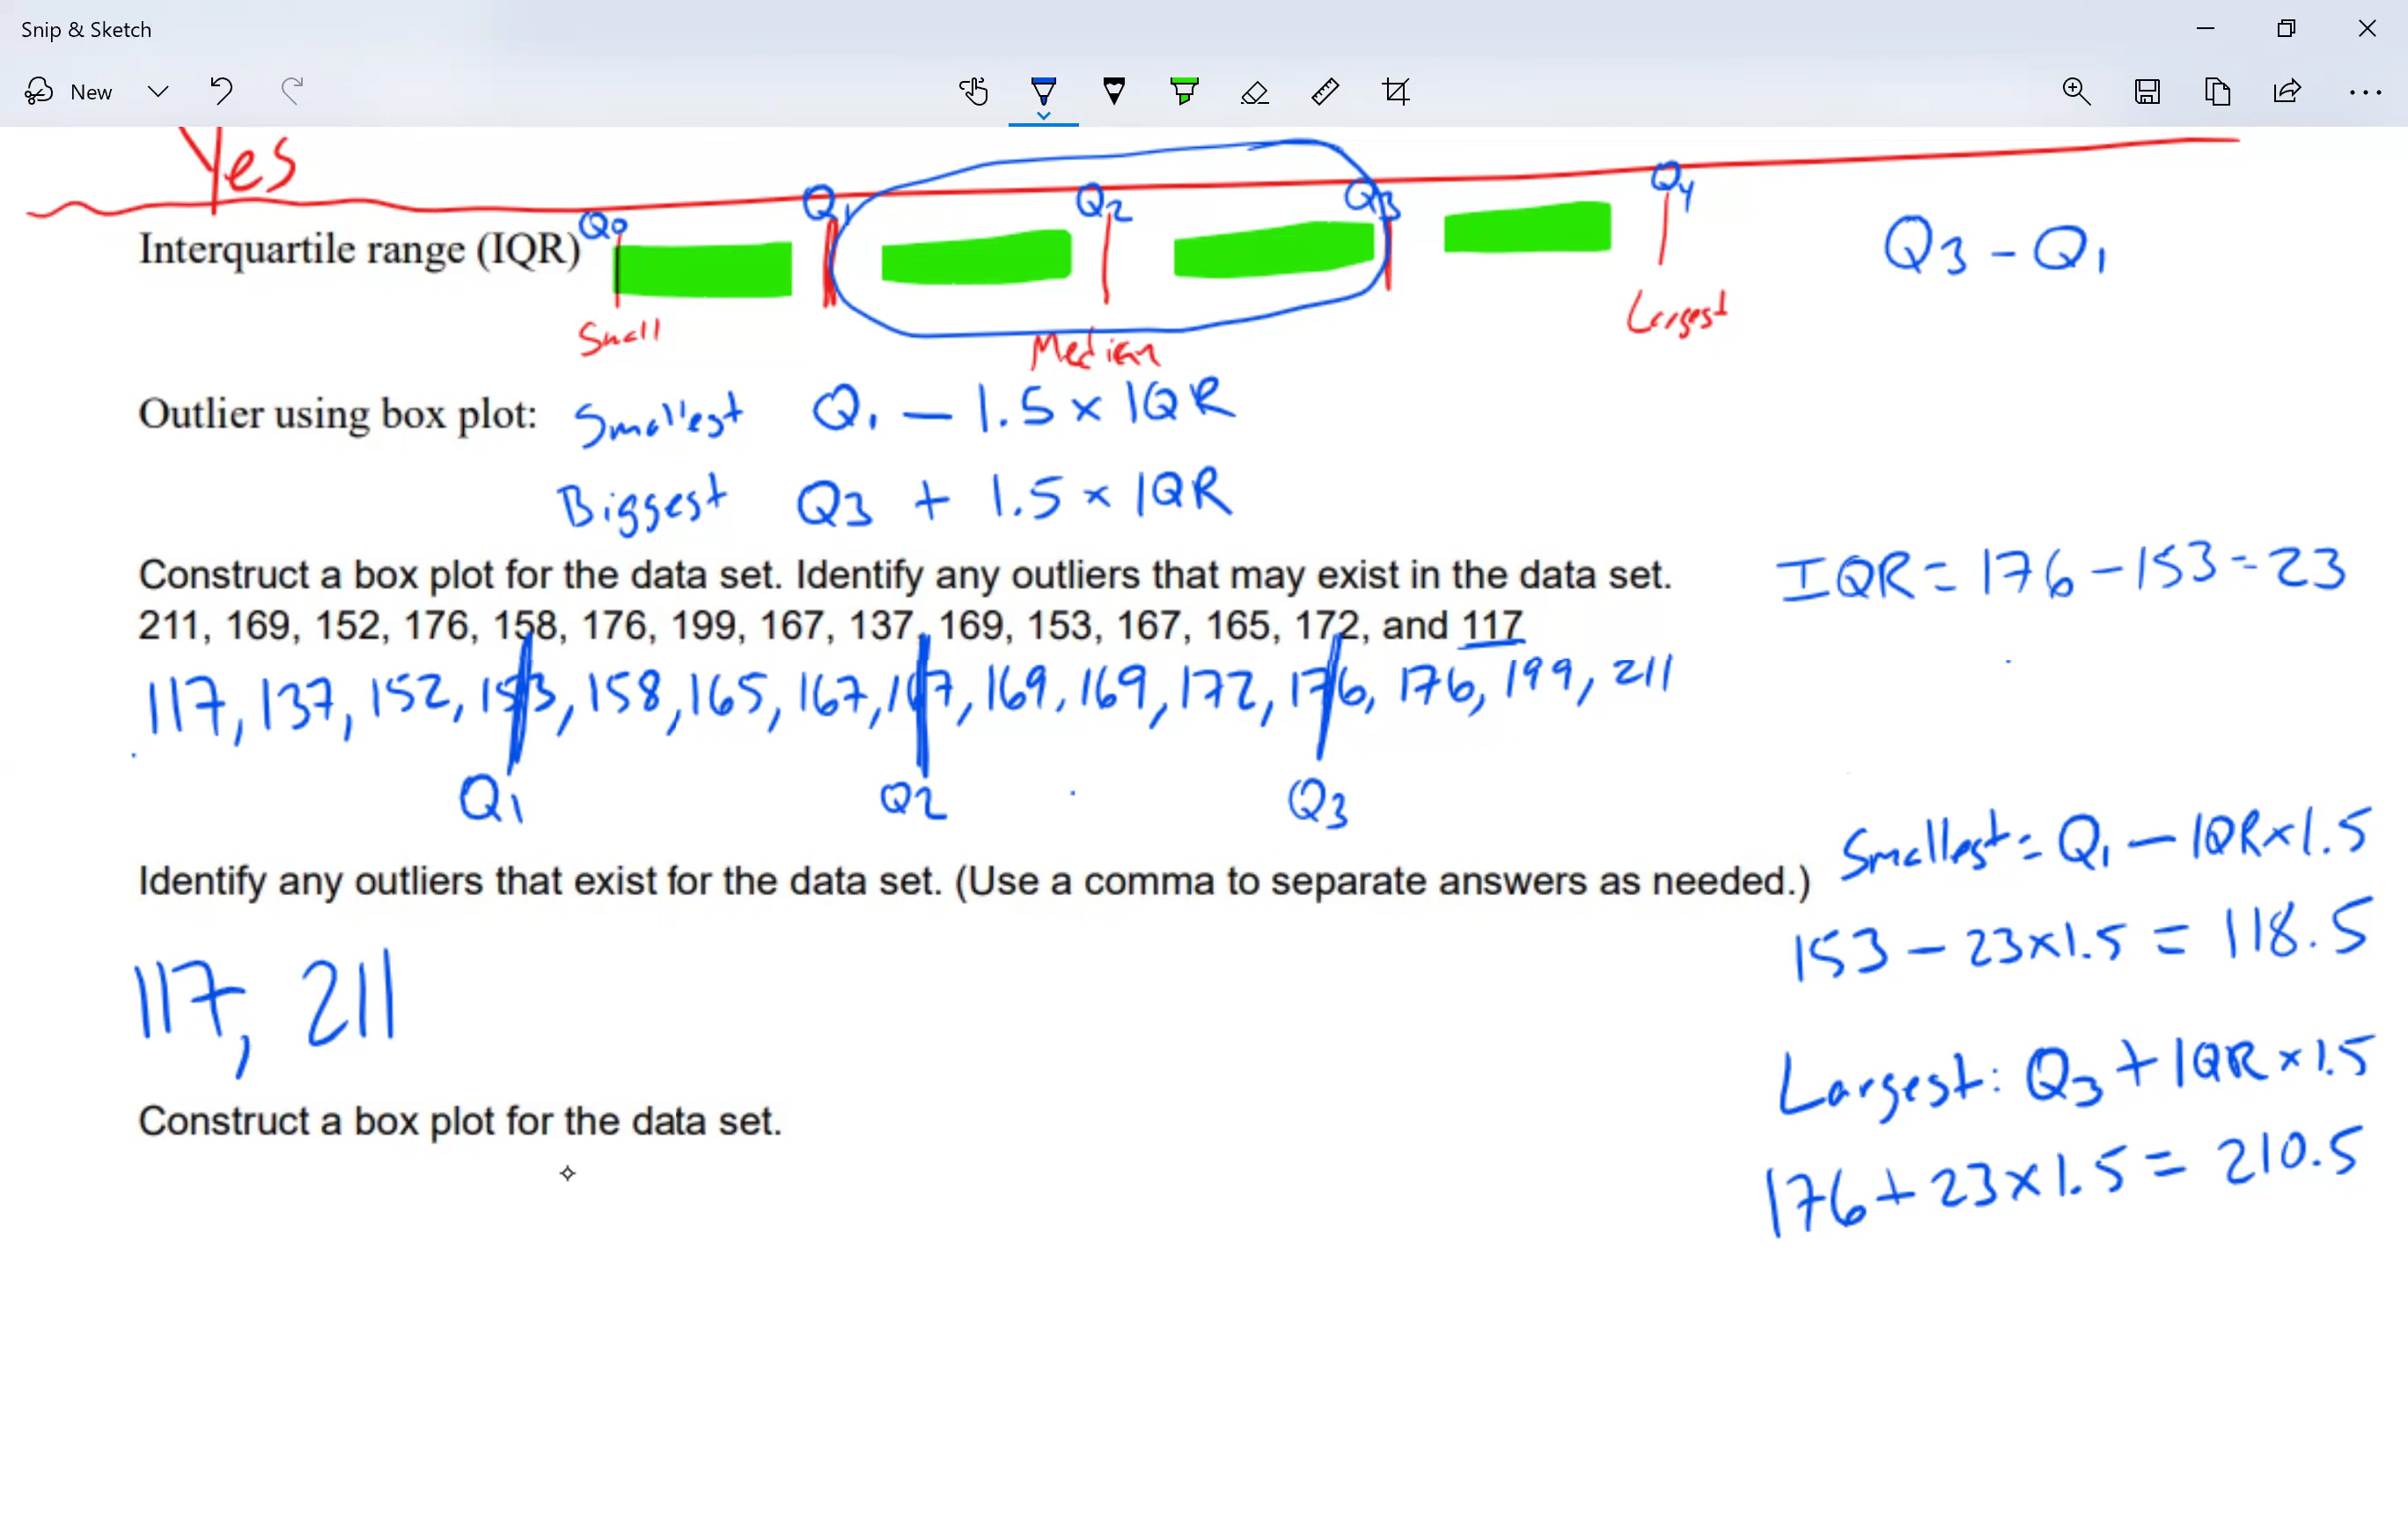 Snip & Sketch
New
Yes
Q0 Q1 Q2 Q3 Q4
Interquartile range (IQR)
Q3 - Q1
Small
Median
Largest
Outlier using box plot: Smallest Q1 - 1.5 × IQR
Biggest Q3 + 1.5 × IQR
Construct a box plot for the data set. Identify any outliers that may exist in the data set.
211, 169, 152, 176, 158, 176, 199, 167, 137, 169, 153, 167, 165, 172, and 117
IQR = 176 - 153 = 23
117, 137, 152, 153, 158, 165, 167, 167, 169, 169, 172, 176, 176, 199, 211
Q1 Q2 Q3
Identify any outliers that exist for the data set. (Use a comma to separate answers as needed.)
Smallest = Q1 - IQR × 1.5
153 - 23 × 1.5 = 118.5
117, 211
Largest: Q3 + IQR × 1.5
Construct a box plot for the data set.
176 + 23 × 1.5 = 210.5